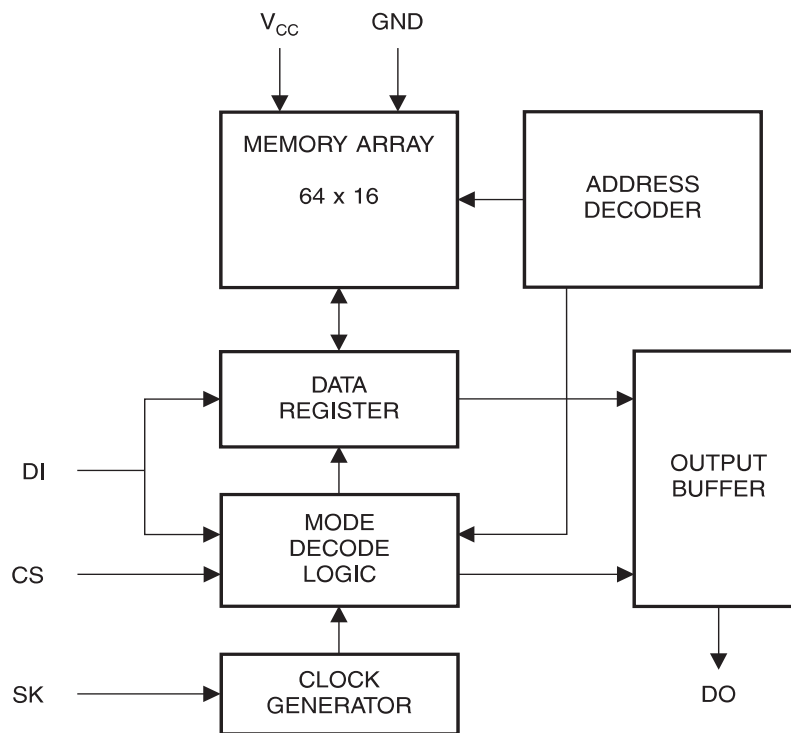 V_CC
GND
MEMORY ARRAY
64 x 16
ADDRESS
DECODER
DATA
REGISTER
DI
OUTPUT
BUFFER
MODE
DECODE
LOGIC
CS
CLOCK
GENERATOR
SK
DO